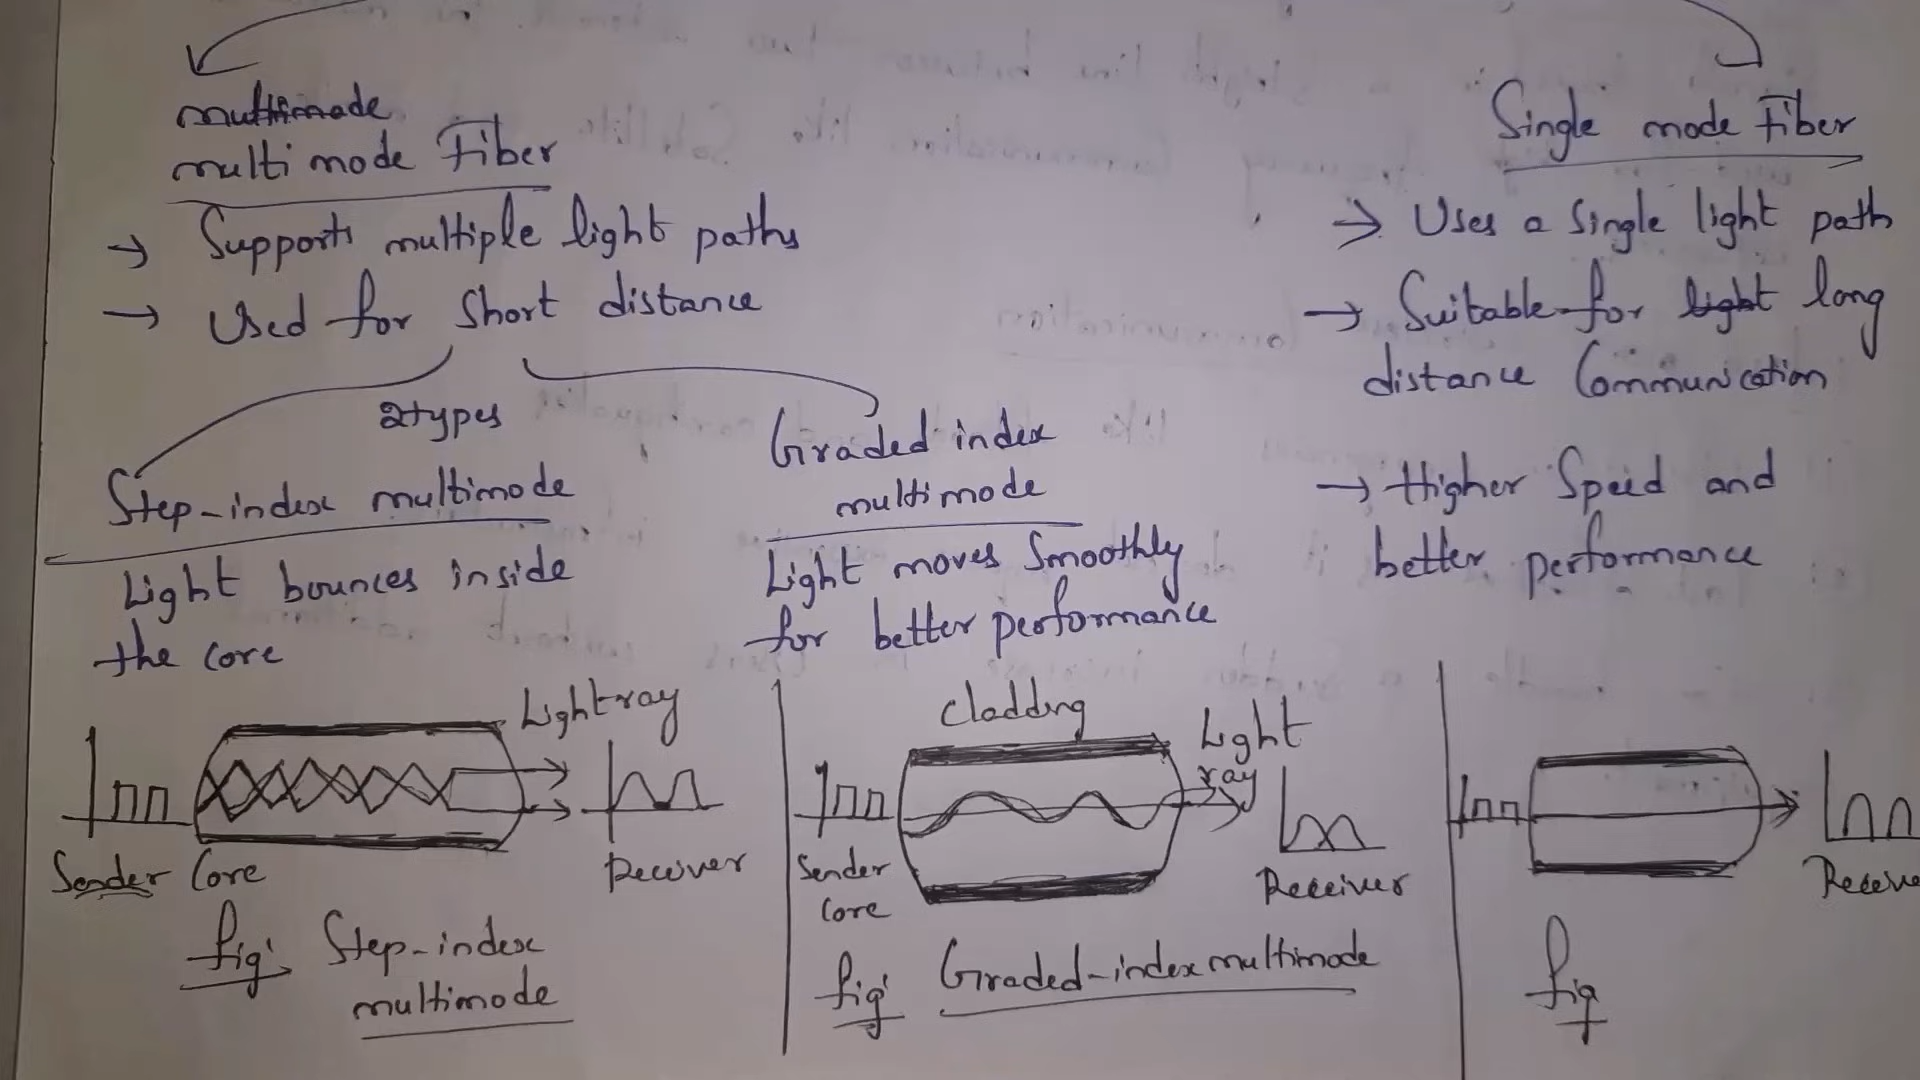 multimode
multi mode Fiber
→ Supports multiple light paths
→ Used for Short distance
2types
Step-index multimode
Light bounces inside
the core
Graded index
multimode
Light moves Smoothly
for better performance
Single mode Fiber
→ Uses a Single light path
→ Suitable for light long
distance Communication
→ Higher Speed and
better performance
Light ray
Sender Core
Receiver
fig: Step-index
multimode
Cladding
Light
ray
Sender
Core
Receiver
fig: Graded-index multimode
Receive
fig